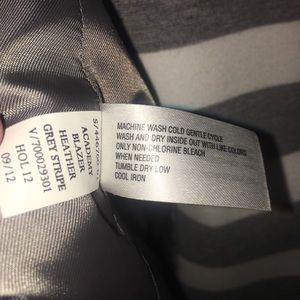 MACHINE WASH COLD GENTLE CYCLE
WASH AND DRY INSIDE OUT WITH LIKE COLORS
ONLY NON-CHLORINE BLEACH
WHEN NEEDED
TUMBLE DRY LOW
COOL IRON
ACADEMY
BLAZER
HEATHER
GREY STRIPE
V/700029301
HOL 12
09/12